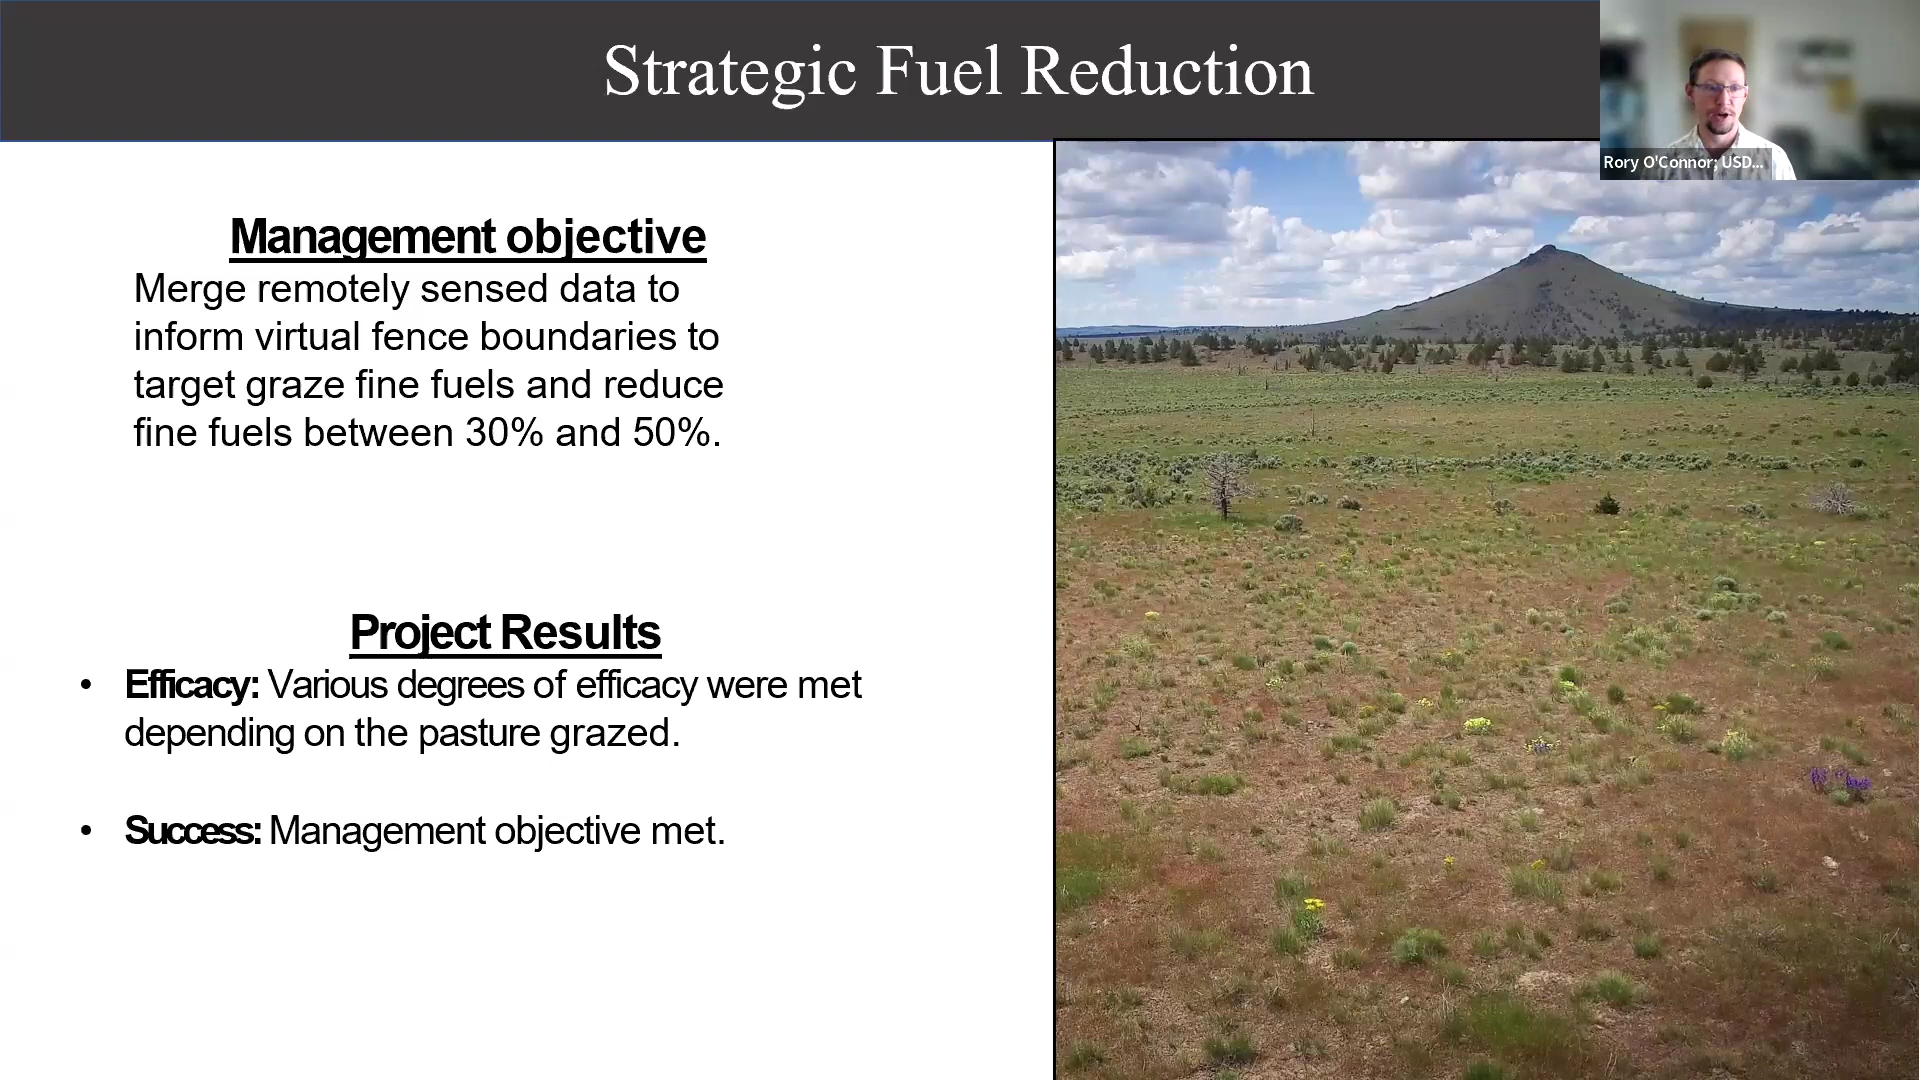 Strategic Fuel Reduction
Rory O'Connor; USD...
Management objective
Merge remotely sensed data to
inform virtual fence boundaries to
target graze fine fuels and reduce
fine fuels between 30% and 50%.
Project Results
• Efficacy: Various degrees of efficacy were met
depending on the pasture grazed.
• Success: Management objective met.